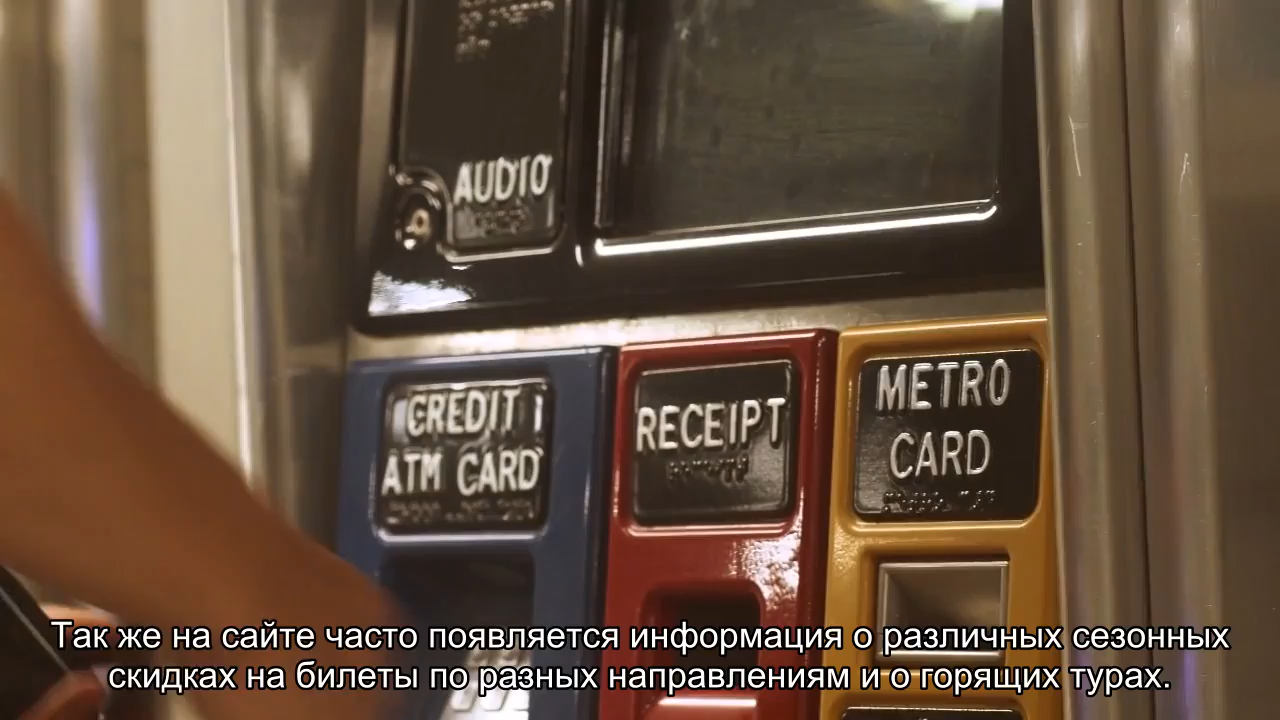 AUDIO
CREDIT
ATM CARD
RECEIPT
METRO
CARD
Так же на сайте часто появляется информация о различных сезонных
скидках на билеты по разных направлениям и о горящих турах.